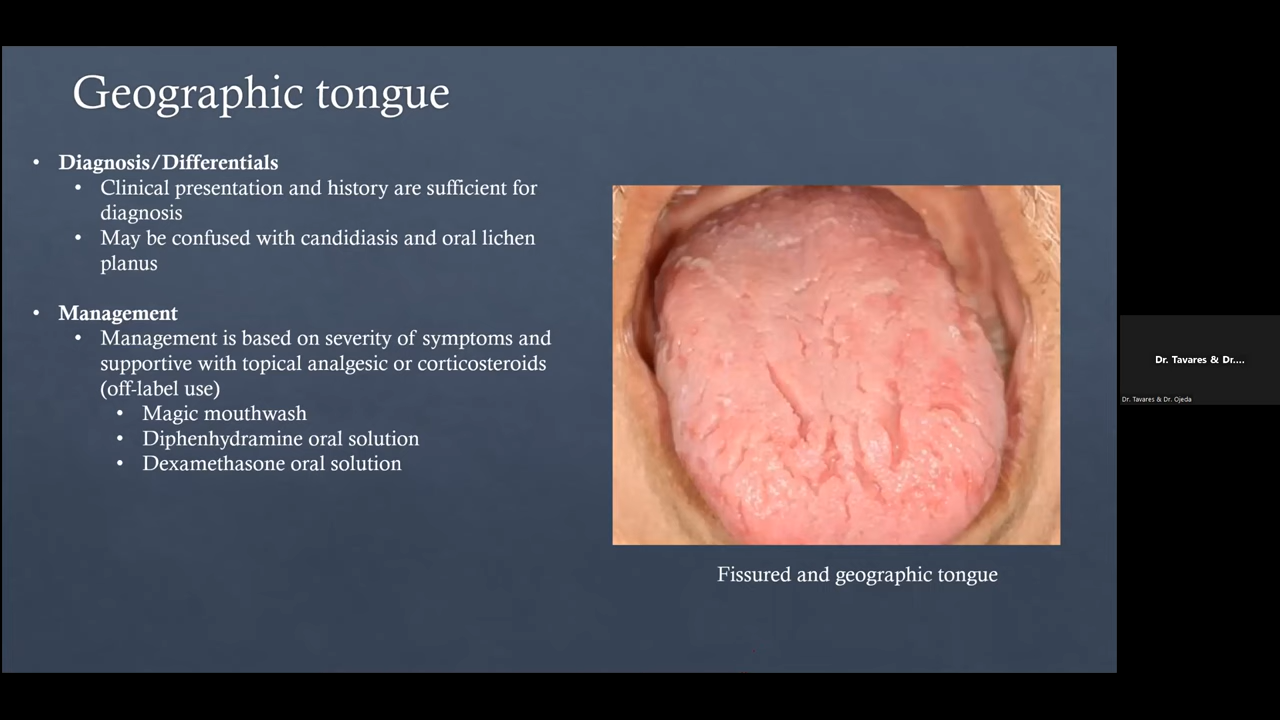 Geographic tongue
• Diagnosis/Differentials
• Clinical presentation and history are sufficient for
diagnosis
• May be confused with candidiasis and oral lichen
planus
• Management
• Management is based on severity of symptoms and
supportive with topical analgesic or corticosteroids
(off-label use)
• Magic mouthwash
• Diphenhydramine oral solution
• Dexamethasone oral solution
Fissured and geographic tongue
Dr. Tavares & Dr....
Dr. Tavares & Dr. Ojeda